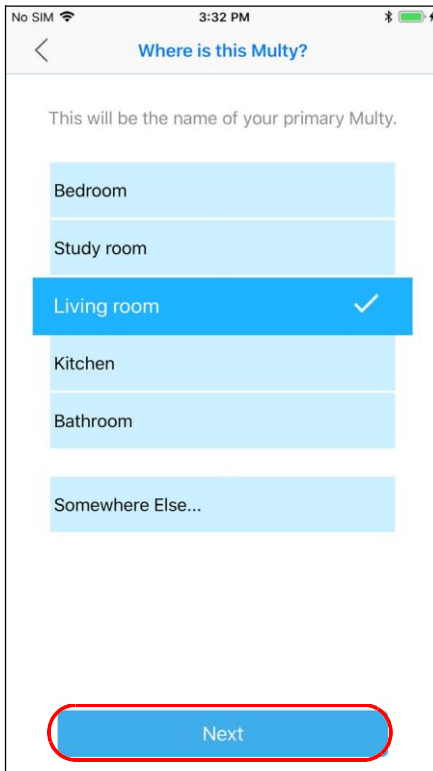 No SIM 3:32 PM
Where is this Multy?
This will be the name of your primary Multy.
Bedroom
Study room
Living room
Kitchen
Bathroom
Somewhere Else...
Next